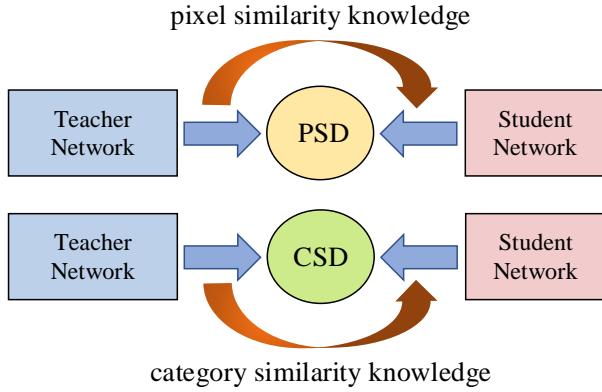 pixel similarity knowledge
Teacher
Network
PSD
Student
Network
Teacher
Network
CSD
Student
Network
category similarity knowledge